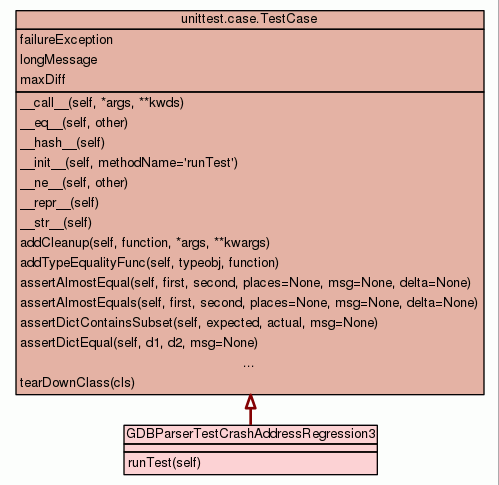 unittest.case.TestCase
failureException
longMessage
maxDiff
__call__(self, *args, **kwds)
__eq__(self, other)
__hash__(self)
__init__(self, methodName='runTest')
__ne__(self, other)
__repr__(self)
__str__(self)
addCleanup(self, function, *args, **kwargs)
addTypeEqualityFunc(self, typeobj, function)
assertAlmostEqual(self, first, second, places=None, msg=None, delta=None)
assertAlmostEquals(self, first, second, places=None, msg=None, delta=None)
assertDictContainsSubset(self, expected, actual, msg=None)
assertDictEqual(self, d1, d2, msg=None)
...
tearDownClass(cls)
GDBParserTestCrashAddressRegression3
runTest(self)